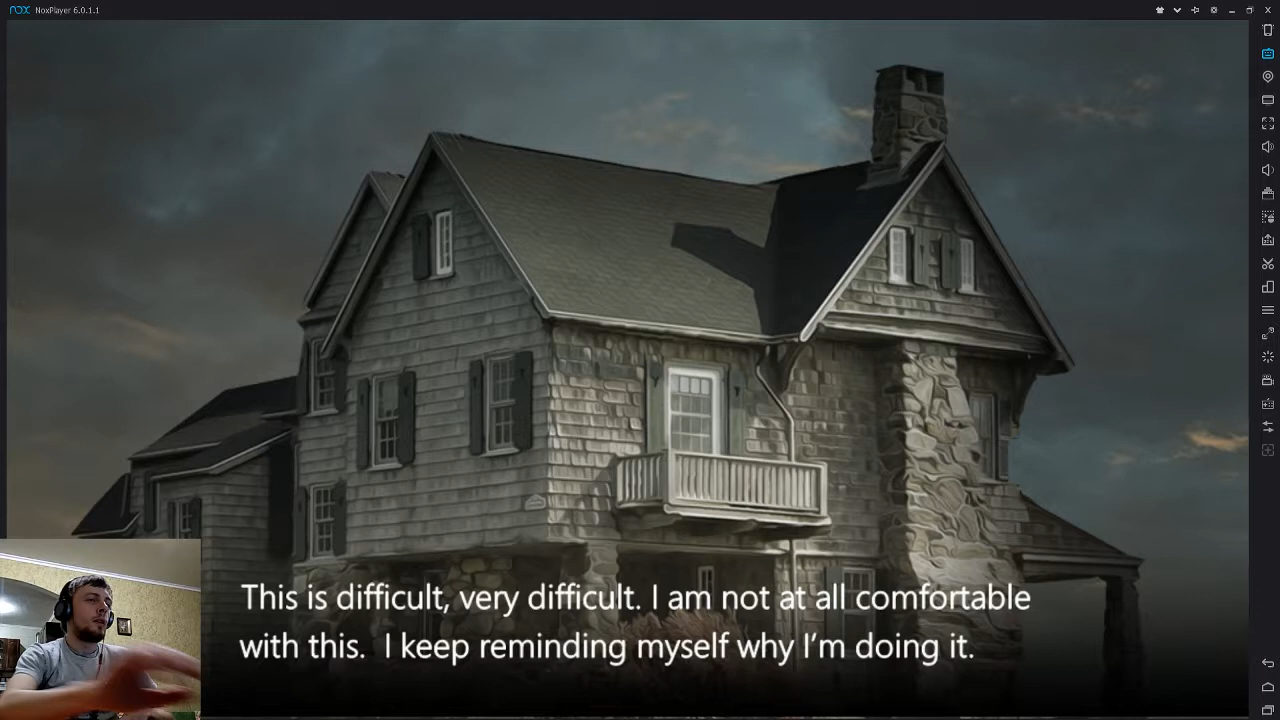 nox NoxPlayer 6.0.1.1
This is difficult, very difficult. I am not at all comfortable
with this.  I keep reminding myself why I’m doing it.